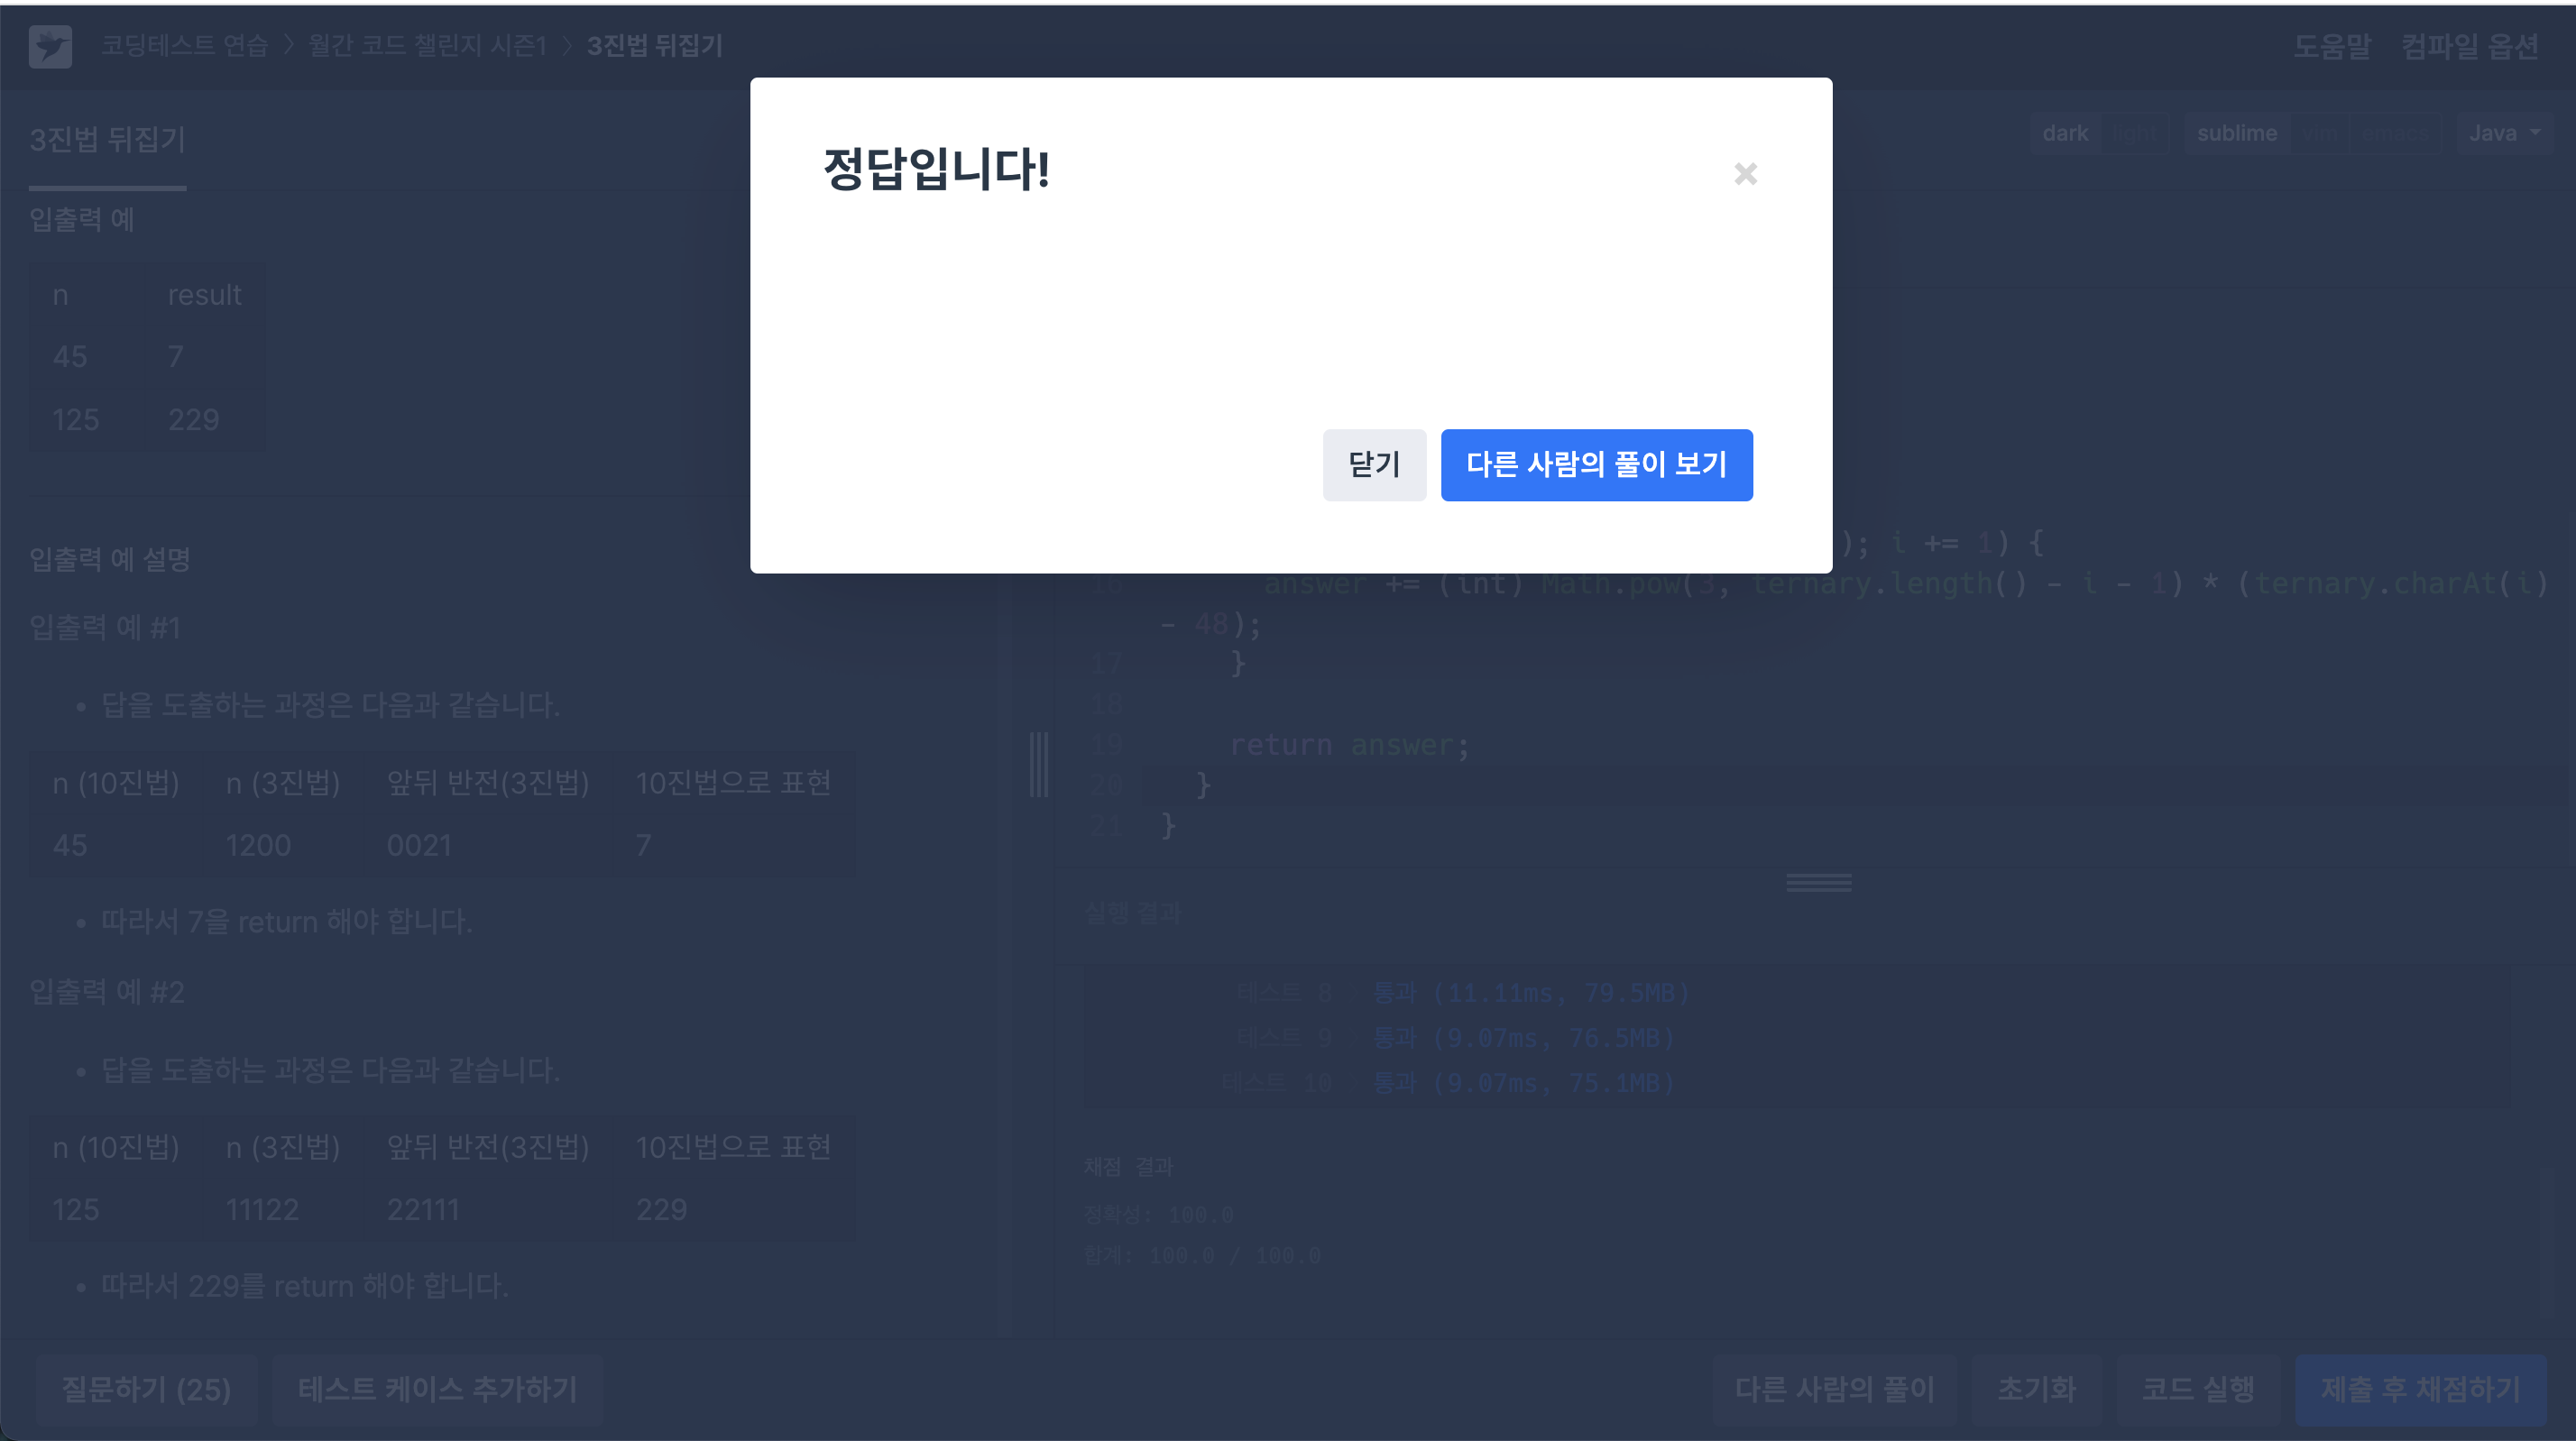 코딩테스트 연습 〉 월간 코드 챌린지 시즌1 〉 3진법 뒤집기
도움말 컴파일 옵션
3진법 뒤집기
dark light sublime vim emacs Java
입출력 예
n result
45 7
125 229
입출력 예 설명
입출력 예 #1
• 답을 도출하는 과정은 다음과 같습니다.
n (10진법) n (3진법) 앞뒤 반전(3진법) 10진법으로 표현
45 1200 0021 7
• 따라서 7을 return 해야 합니다.
입출력 예 #2
• 답을 도출하는 과정은 다음과 같습니다.
n (10진법) n (3진법) 앞뒤 반전(3진법) 10진법으로 표현
125 11122 22111 229
• 따라서 229를 return 해야 합니다.
정답입니다!
×
닫기 다른 사람의 풀이 보기
); i += 1) {
16 answer += (int) Math.pow(3, ternary.length() - i - 1) * (ternary.charAt(i)
- 48);
17 }
18
19 return answer;
20 }
21 }
실행 결과
테스트 8 통과 (11.11ms, 79.5MB)
테스트 9 통과 (9.07ms, 76.5MB)
테스트 10 통과 (9.07ms, 75.1MB)
채점 결과
정확성: 100.0
합계: 100.0 / 100.0
질문하기 (25) 테스트 케이스 추가하기
다른 사람의 풀이 초기화 코드 실행 제출 후 채점하기